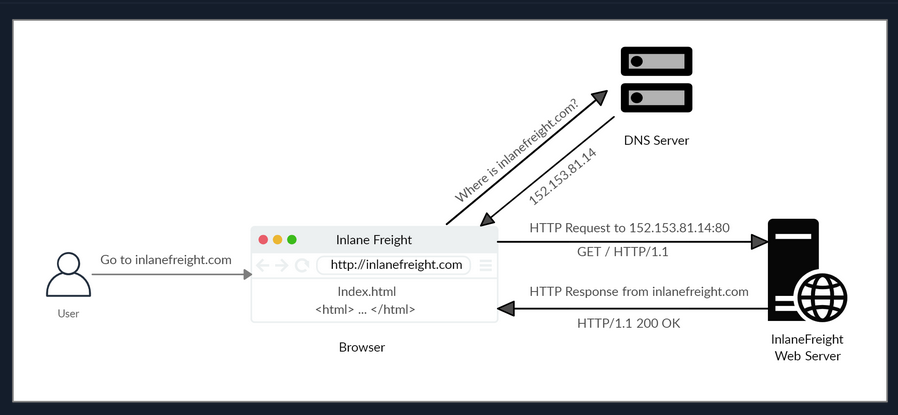 Where is inlanefreight.com?
152.153.81.14
DNS Server
Go to inlanefreight.com
User
Inlane Freight
http://inlanefreight.com
Index.html
<html> ... </html>
Browser
HTTP Request to 152.153.81.14:80
GET / HTTP/1.1
HTTP Response from inlanefreight.com
HTTP/1.1 200 OK
InlaneFreight
Web Server